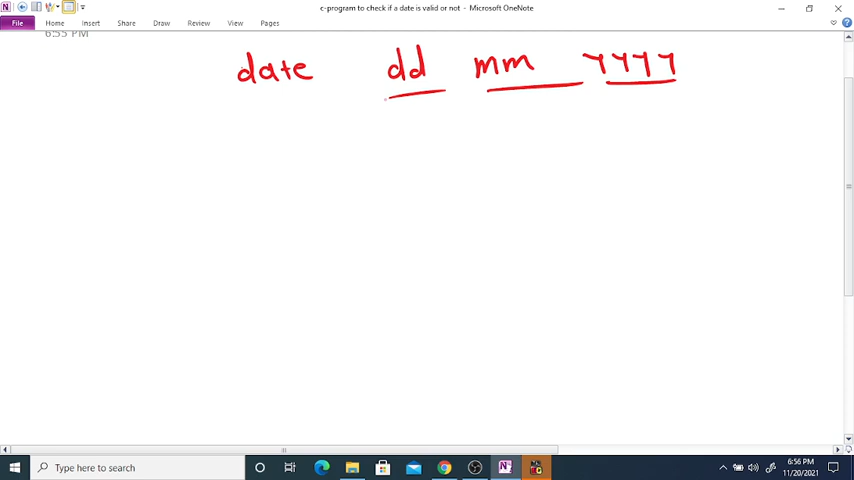 c-program to check if a date is valid or not - Microsoft OneNote
File Home Insert Share Draw Review View Pages
6:55 PM
date dd mm yyyy
Type here to search
6:56 PM
11/20/2021